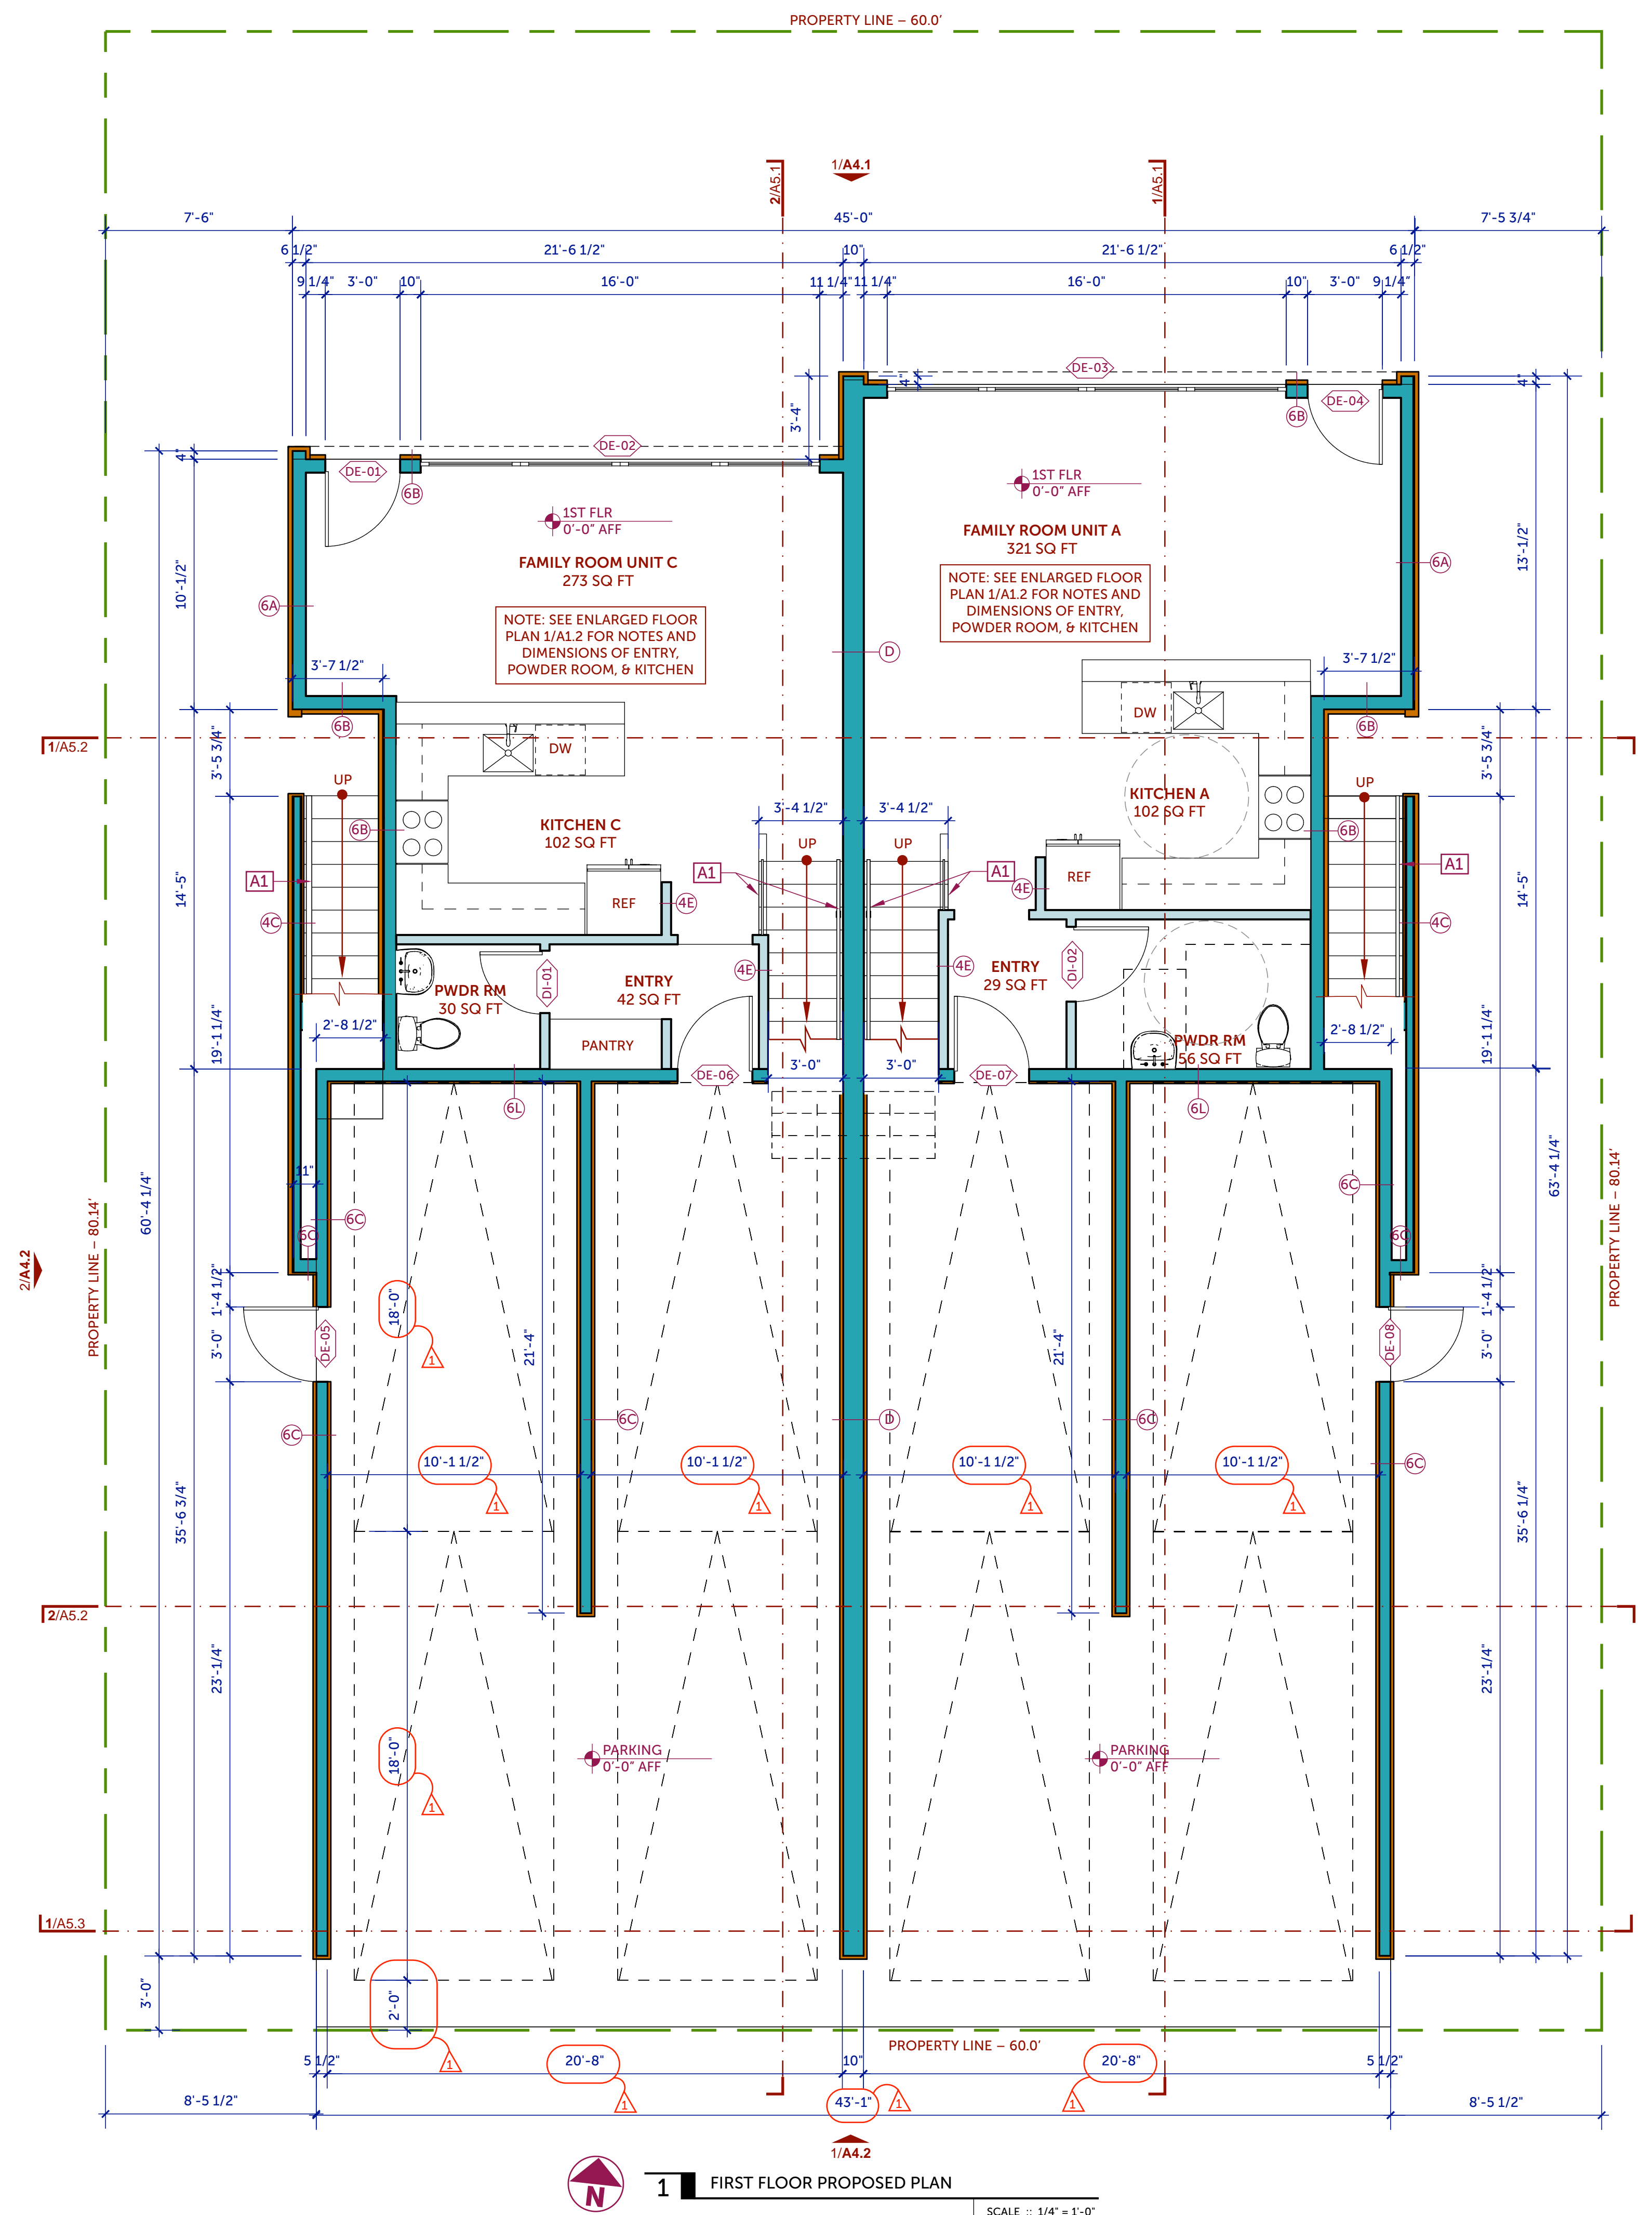 PROPERTY LINE – 60.0'
2/A5.1
1/A4.1
1/A5.1
7'-6"
45'-0"
7'-5 3/4"
6 1/2"
21'-6 1/2"
10"
21'-6 1/2"
6 1/2"
9 1/4"
3'-0"
10"
16'-0"
11 1/4"
11 1/4"
16'-0"
10"
3'-0"
9 1/4"
DE-03
4"
4"
DE-04
6B
3'-4"
DE-02
4"
DE-01
6B
1ST FLR
0'-0" AFF
1ST FLR
0'-0" AFF
FAMILY ROOM UNIT A
321 SQ FT
NOTE: SEE ENLARGED FLOOR
PLAN 1/A1.2 FOR NOTES AND
DIMENSIONS OF ENTRY,
POWDER ROOM, & KITCHEN
FAMILY ROOM UNIT C
273 SQ FT
NOTE: SEE ENLARGED FLOOR
PLAN 1/A1.2 FOR NOTES AND
DIMENSIONS OF ENTRY,
POWDER ROOM, & KITCHEN
13'-1/2"
6A
10'-1/2"
6A
D
3'-7 1/2"
3'-7 1/2"
6B
6B
DW
DW
1/A5.2
3'-5 3/4"
3'-5 3/4"
UP
UP
6B
6B
KITCHEN C
102 SQ FT
KITCHEN A
102 SQ FT
3'-4 1/2"
3'-4 1/2"
UP
UP
A1
A1
A1
A1
14'-5"
14'-5"
REF
REF
4E
4E
4C
4C
4E
4E
ENTRY
42 SQ FT
ENTRY
29 SQ FT
DI-01
DI-02
PWDR RM
30 SQ FT
PWDR RM
56 SQ FT
PANTRY
2'-8 1/2"
2'-8 1/2"
19'-1 1/4"
19'-1 1/4"
3'-0"
3'-0"
DE-06
DE-07
6L
6L
11"
6C
6C
6C
6C
60'-4 1/4"
63'-4 1/4"
PROPERTY LINE – 80.14'
PROPERTY LINE – 80.14'
2/A4.2
1'-4 1/2"
1'-4 1/2"
3'-0"
3'-0"
DE-05
DE-08
18'-0"
1
21'-4"
21'-4"
6C
6C
D
6C
6C
10'-1 1/2"
10'-1 1/2"
10'-1 1/2"
10'-1 1/2"
1
1
1
1
35'-6 3/4"
35'-6 1/4"
2/A5.2
23'-1/4"
23'-1/4"
18'-0"
1
PARKING
0'-0" AFF
PARKING
0'-0" AFF
1/A5.3
3'-0"
2'-0"
1
PROPERTY LINE – 60.0'
5 1/2"
20'-8"
10"
20'-8"
5 1/2"
1
1
1
8'-5 1/2"
43'-1"
8'-5 1/2"
1/A4.2
N
1
FIRST FLOOR PROPOSED PLAN
SCALE :: 1/4" = 1'-0"